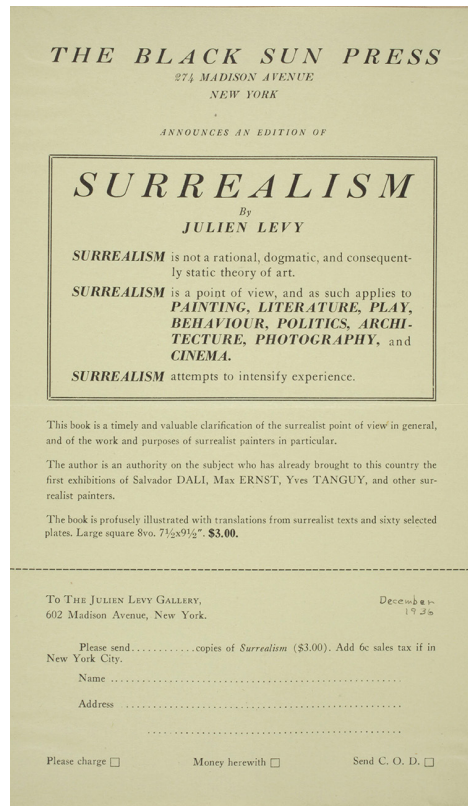 THE BLACK SUN PRESS
274 MADISON AVENUE
NEW YORK
ANNOUNCES AN EDITION OF
SURREALISM
By
JULIEN LEVY
SURREALISM is not a rational, dogmatic, and consequent-
ly static theory of art.
SURREALISM is a point of view, and as such applies to
PAINTING, LITERATURE, PLAY,
BEHAVIOUR, POLITICS, ARCHI-
TECTURE, PHOTOGRAPHY, and
CINEMA.
SURREALISM attempts to intensify experience.
This book is a timely and valuable clarification of the surrealist point of view in general,
and of the work and purposes of surrealist painters in particular.
The author is an authority on the subject who has already brought to this country the
first exhibitions of Salvador DALI, Max ERNST, Yves TANGUY, and other sur-
realist painters.
The book is profusely illustrated with translations from surrealist texts and sixty selected
plates. Large square 8vo. 7½x9½". $3.00.
To The Julien Levy Gallery,
602 Madison Avenue, New York.
December
1936
Please send............copies of Surrealism ($3.00). Add 6c sales tax if in
New York City.
Name
Address
Please charge □ Money herewith □ Send C. O. D. □